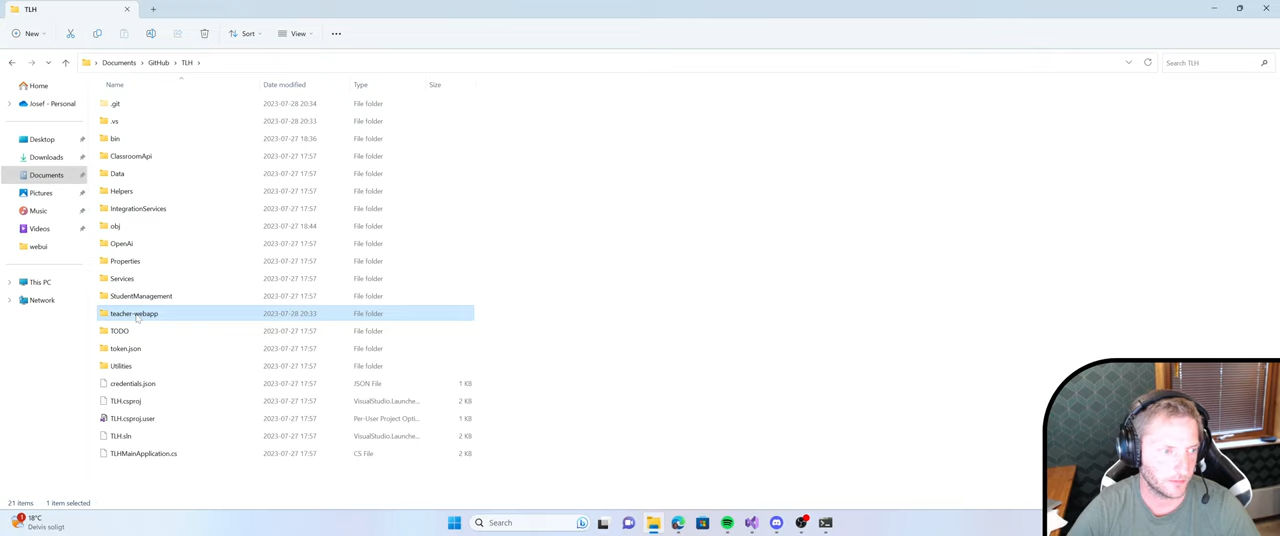 TLH
New
Sort
View
Documents
GitHub
TLH
Search TLH
Name
Date modified
Type
Size
Home
Josef - Personal
Desktop
Downloads
Documents
Pictures
Music
Videos
webui
This PC
Network
.git 2023-07-28 20:34 File folder
.vs 2023-07-28 20:33 File folder
bin 2023-07-27 18:36 File folder
ClassroomApi 2023-07-27 17:57 File folder
Data 2023-07-27 17:57 File folder
Helpers 2023-07-27 17:57 File folder
IntegrationServices 2023-07-27 17:57 File folder
obj 2023-07-27 18:44 File folder
OpenAi 2023-07-27 17:57 File folder
Properties 2023-07-27 17:57 File folder
Services 2023-07-27 17:57 File folder
StudentManagement 2023-07-27 17:57 File folder
teacher-webapp 2023-07-28 20:33 File folder
TODO 2023-07-27 17:57 File folder
token.json 2023-07-27 17:57 File folder
Utilities 2023-07-27 17:57 File folder
credentials.json 2023-07-27 17:57 JSON File 1 KB
TLH.csproj 2023-07-27 17:57 VisualStudio.Launche... 2 KB
TLH.csproj.user 2023-07-27 17:57 Per-User Project Opti... 1 KB
TLH.sln 2023-07-27 17:57 VisualStudio.Launche... 2 KB
TLHMainApplication.cs 2023-07-27 17:57 CS File 2 KB
21 items 1 item selected
1
18°C
Delvis soligt
Search